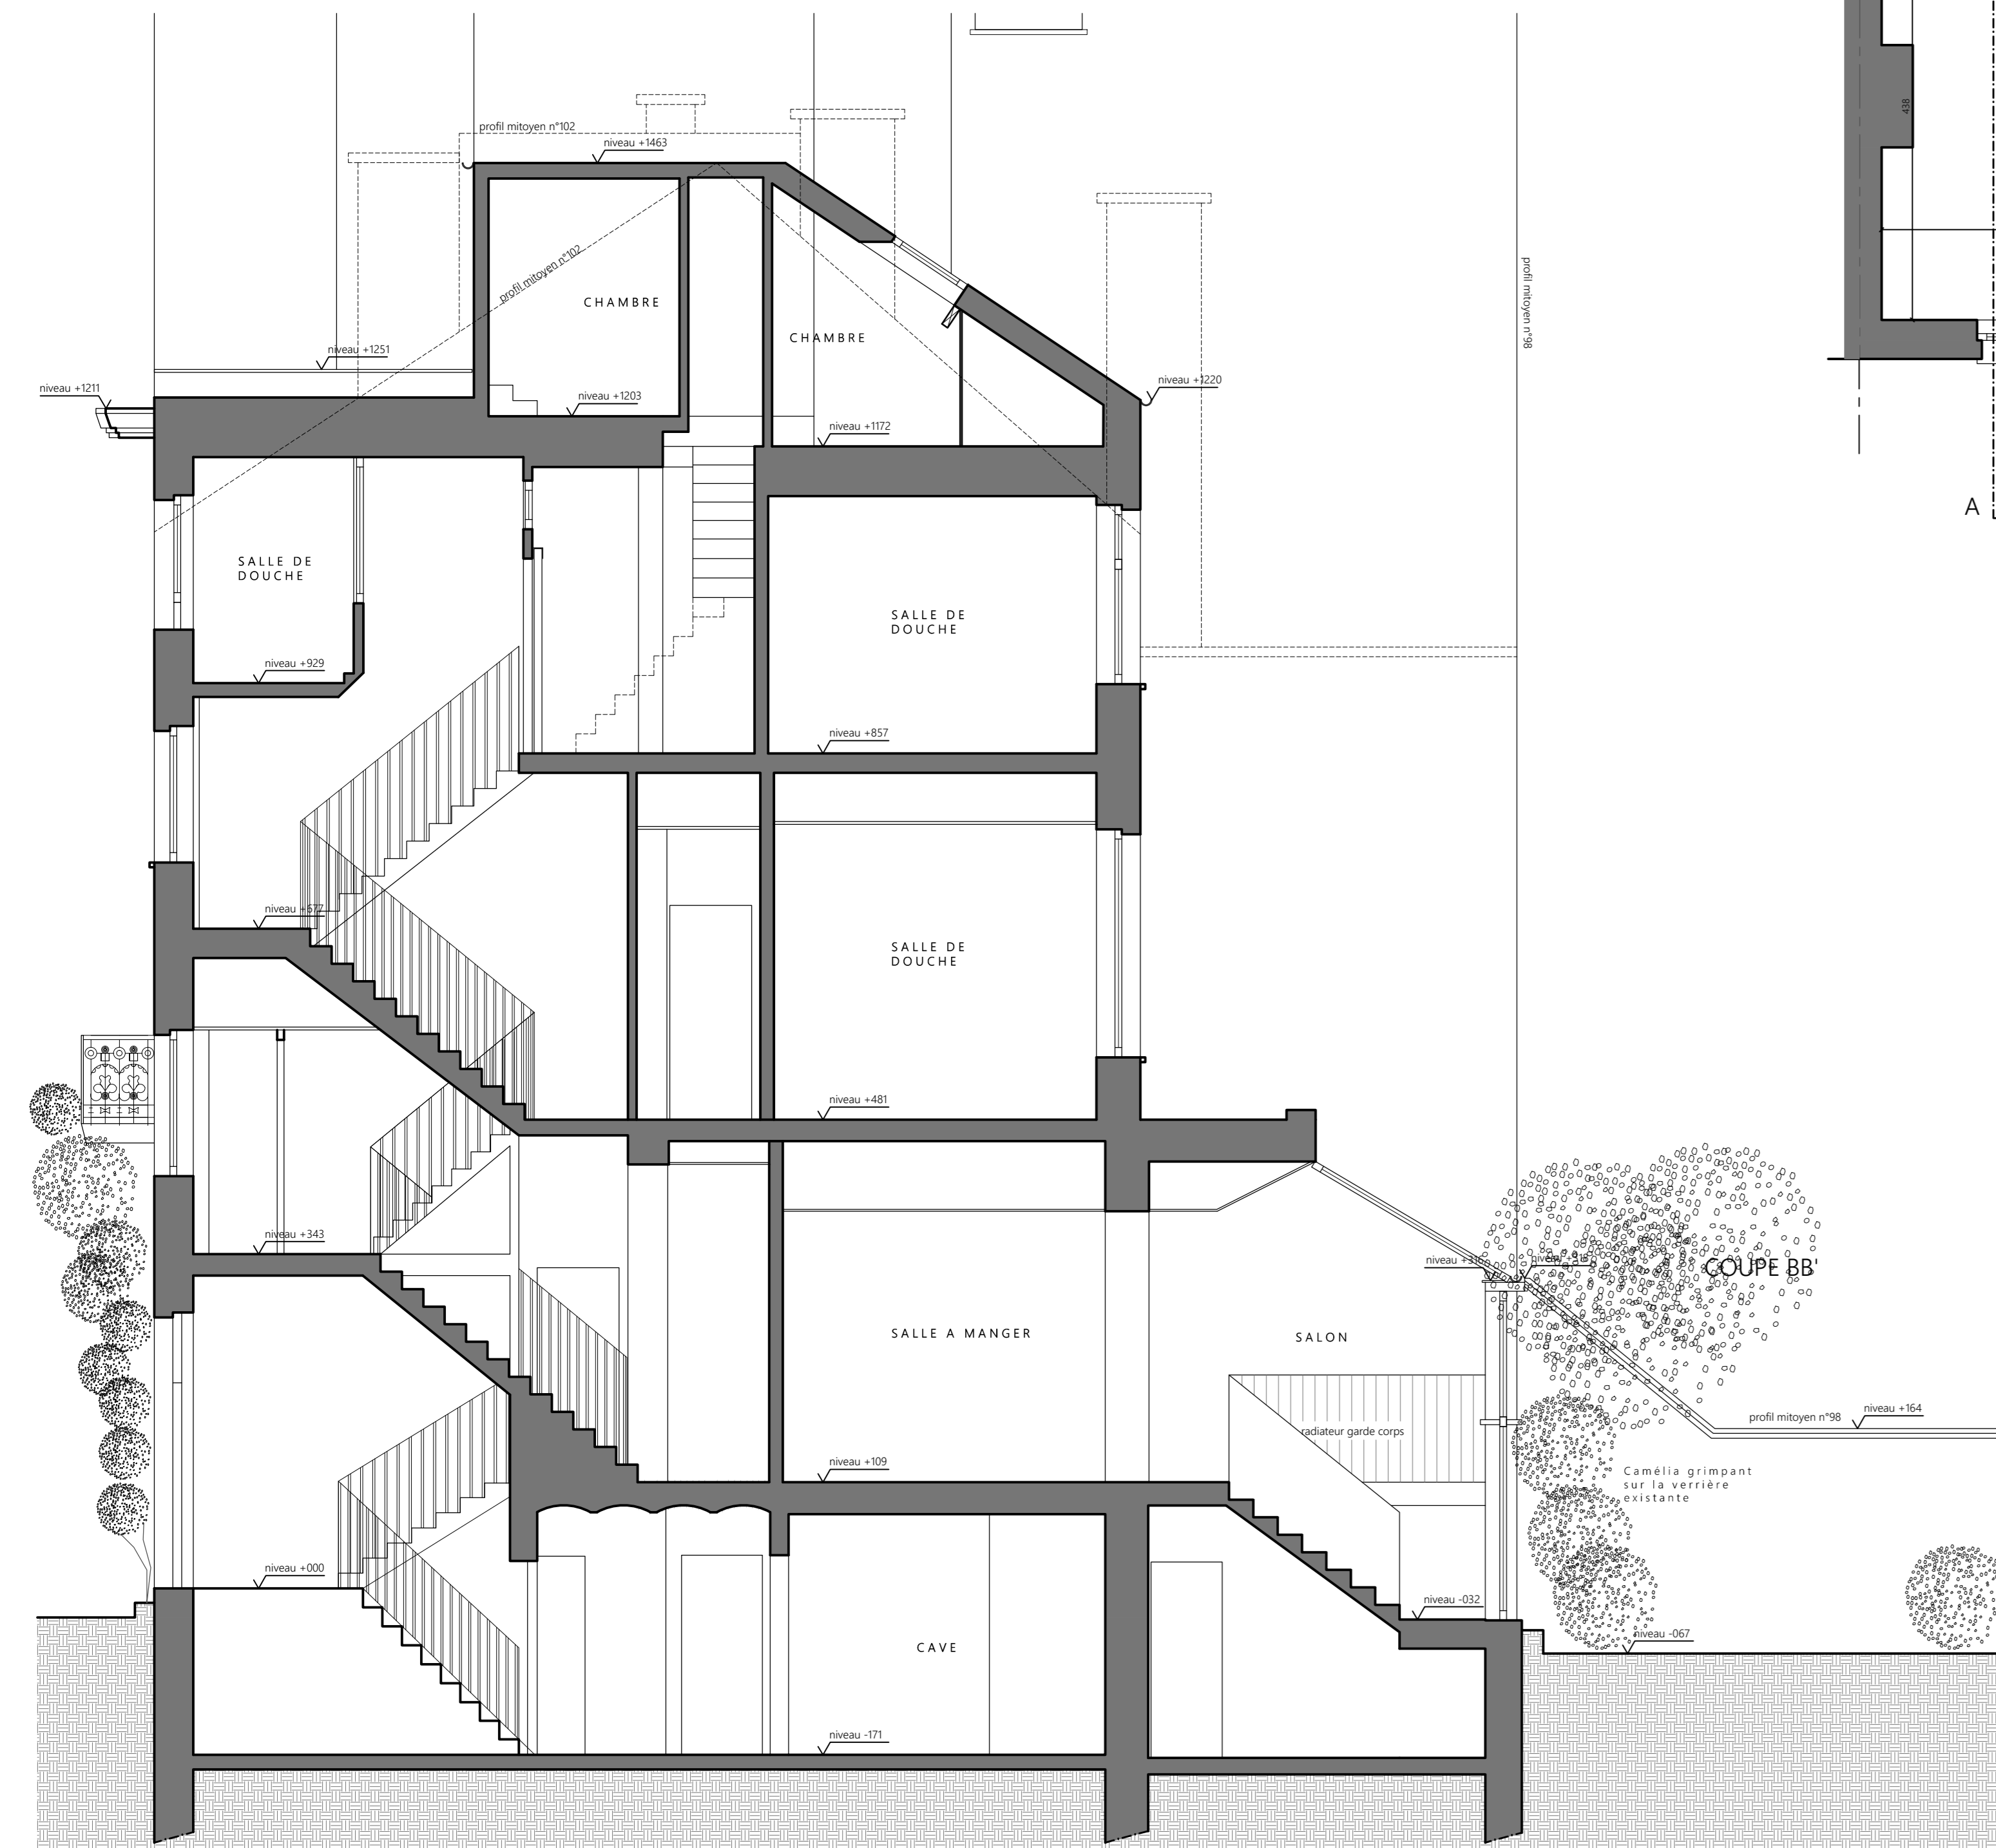 438
profil mitoyen n°102
niveau +1463
profil mitoyen n°102
profil mitoyen n°98
CHAMBRE
CHAMBRE
niveau +1251
niveau +1211
niveau +1220
niveau +1203
niveau +1172
A
SALLE DE
DOUCHE
SALLE DE
DOUCHE
niveau +929
niveau +857
niveau +677
SALLE DE
DOUCHE
niveau +481
niveau +343
niveau
COUPE BB'
SALLE A MANGER
SALON
profil mitoyen n°98
niveau +164
radiateur garde corps
niveau +109
Camélia grimpant
sur la verrière
existante
niveau +000
niveau -032
niveau -067
CAVE
niveau -171